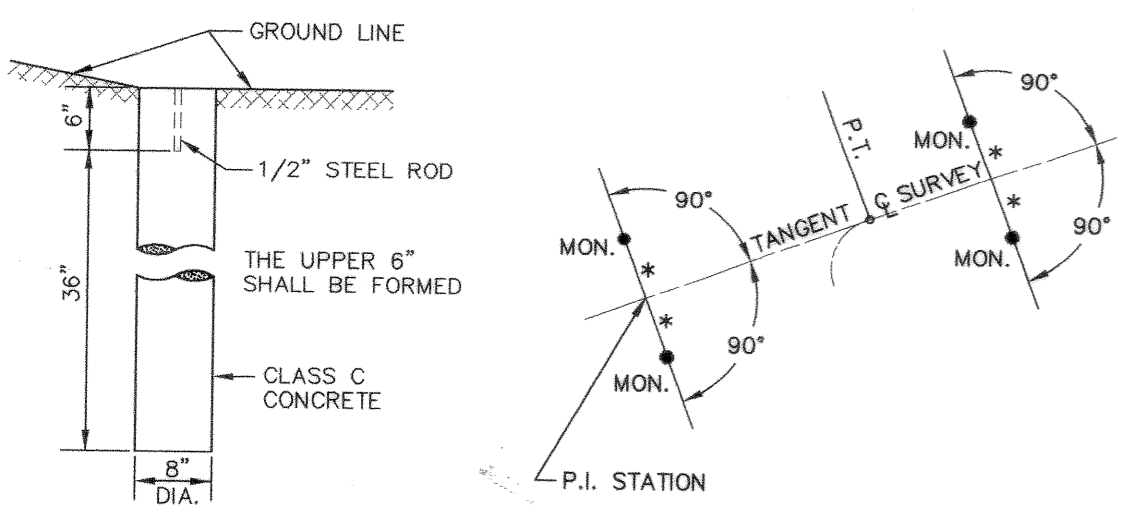 GROUND LINE
6"
1/2" STEEL ROD
36"
THE UPPER 6"
SHALL BE FORMED
CLASS C
CONCRETE
8"
DIA.
90°
P.T.
MON.
*
TANGENT ℄ SURVEY
*
90°
MON.
90°
MON.
*
*
90°
MON.
P.I. STATION